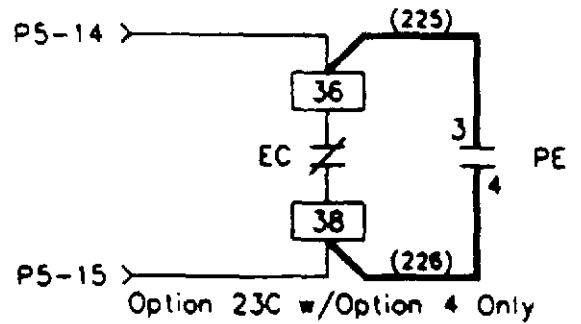 (225)
P5-14
36
3
EC
PE
4
38
(226)
P5-15
Option 23C w/Option 4 Only